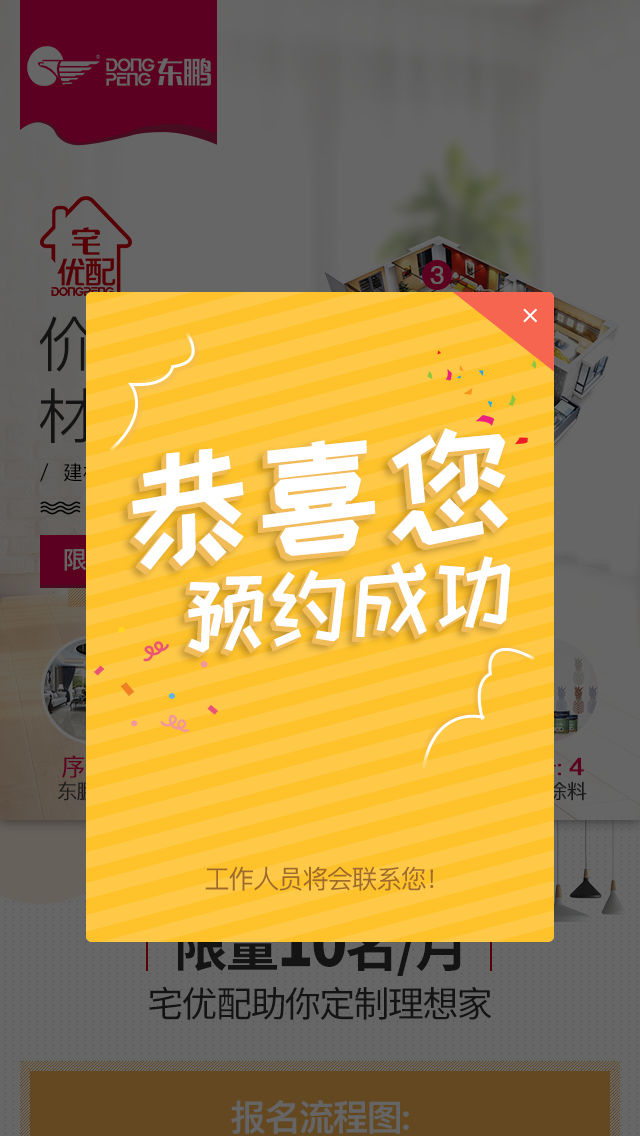 DONG
PENG 东鹏
宅
优配
3
价
材
/ 建
限
恭喜您
预约成功
序
: 4
东鹏
涂料
工作人员将会联系您！
限量10名/月
宅优配助你定制理想家
报名流程图: